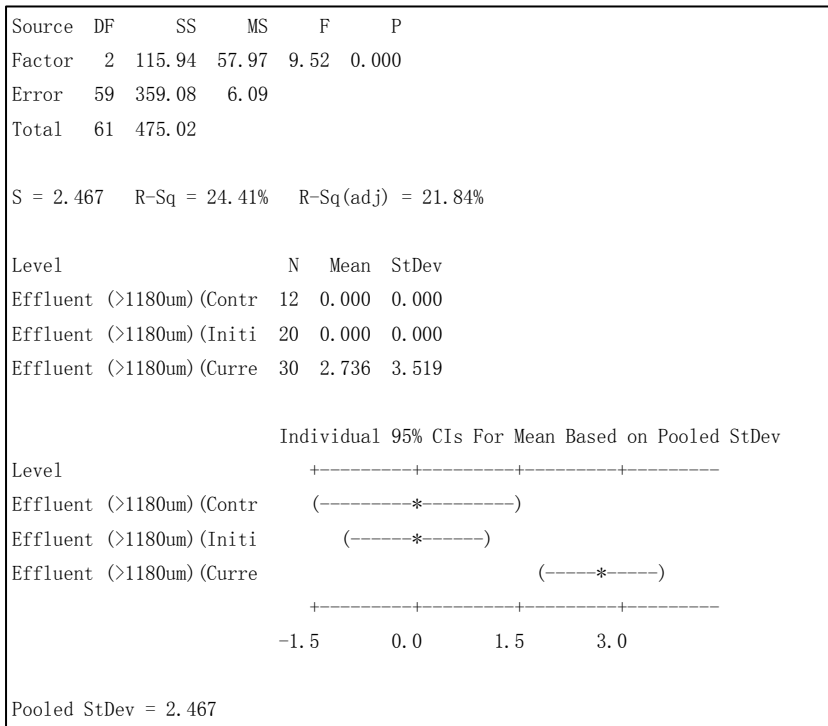 Source  DF      SS     MS     F      P
Factor   2  115.94  57.97  9.52  0.000
Error   59  359.08   6.09
Total   61  475.02
S = 2.467   R-Sq = 24.41%   R-Sq(adj) = 21.84%
Level                      N   Mean  StDev
Effluent (>1180um)(Contr  12  0.000  0.000
Effluent (>1180um)(Initi  20  0.000  0.000
Effluent (>1180um)(Curre  30  2.736  3.519
Individual 95% CIs For Mean Based on Pooled StDev
Level                         +---------+---------+---------+---------
Effluent (>1180um)(Contr      (---------*---------)
Effluent (>1180um)(Initi         (------*------)
Effluent (>1180um)(Curre                            (-----*-----)
+---------+---------+---------+---------
-1.5       0.0       1.5       3.0
Pooled StDev = 2.467